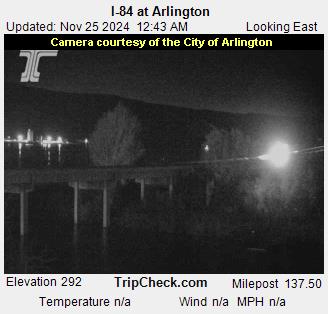 I-84 at Arlington
Updated: Nov 25 2024 12:43 AM Looking East
Camera courtesy of the City of Arlington
Elevation 292 TripCheck.com Milepost 137.50
Temperature n/a Wind n/a MPH n/a